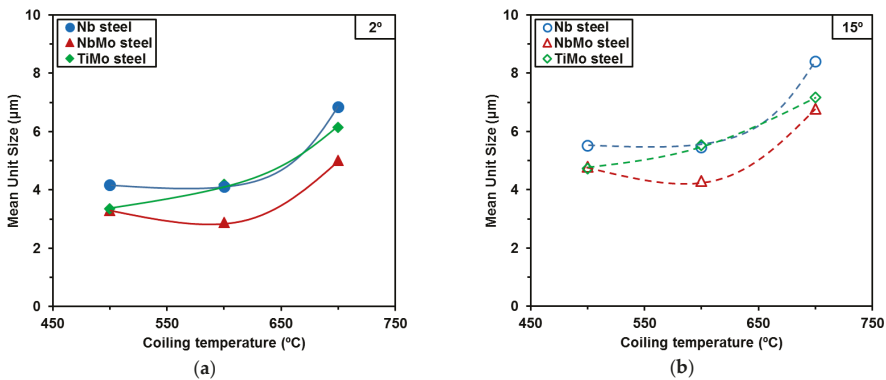 10
8
6
4
2
0
Mean Unit Size (µm)
Nb steel
NbMo steel
TiMo steel
2º
450
550
650
750
Coiling temperature (ºC)
(a)
10
8
6
4
2
0
Mean Unit Size (µm)
Nb steel
NbMo steel
TiMo steel
15º
450
550
650
750
Coiling temperature (ºC)
(b)